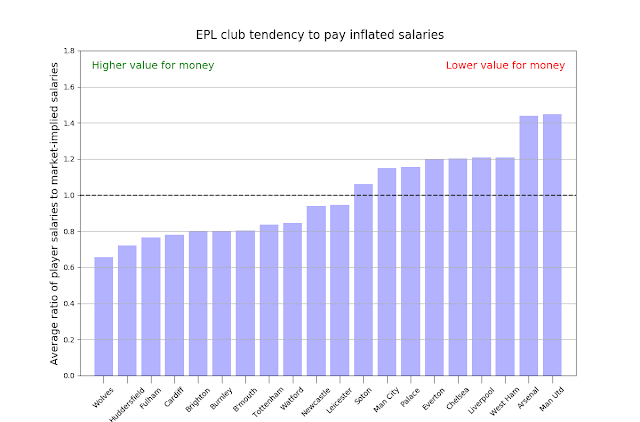 EPL club tendency to pay inflated salaries
Higher value for money
Lower value for money
Average ratio of player salaries to market-implied salaries
1.8
1.6
1.4
1.2
1.0
0.8
0.6
0.4
0.2
0.0
Wolves
Huddersfield
Fulham
Cardiff
Brighton
Burnley
B'mouth
Tottenham
Watford
Newcastle
Leicester
Soton
Man City
Palace
Everton
Chelsea
Liverpool
West Ham
Arsenal
Man Utd